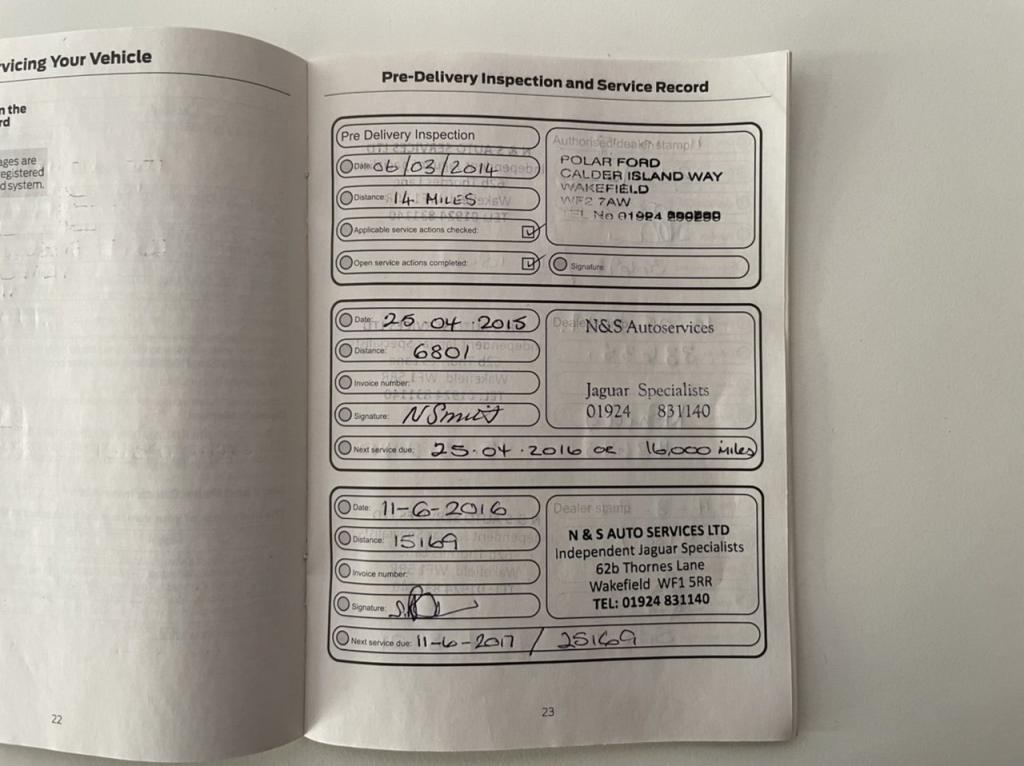 rvicing Your Vehicle
n the
rd
ages are
egistered
d system.
22
Pre-Delivery Inspection and Service Record
Pre Delivery Inspection
Date: 06/03/2014
Distance: 14 MILES
Applicable service actions checked:
Open service actions completed:
Authorised dealer stamp
POLAR FORD
CALDER ISLAND WAY
WAKEFIELD
WF2 7AW
TEL No 01924
Signature
Date: 25.04.2015
Distance: 6801
Invoice number:
Signature: N Smith
Next service due: 25.04.2016 or 16,000 miles
Dealer
N&S Autoservices
Jaguar Specialists
01924 831140
Date: 11-6-2016
Distance: 15169
Invoice number:
Signature:
Next service due: 11-6-2017 / 25169
Dealer stamp
N & S AUTO SERVICES LTD
Independent Jaguar Specialists
62b Thornes Lane
Wakefield WF1 5RR
TEL: 01924 831140
23